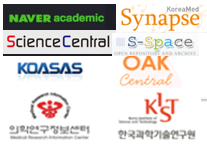 NAVER academic
KoreaMed
Synapse
ScienceCentral
S-Space
OPEN REPOSITORY AND ARCHIVE
KOASAS
OAK
Central
의학연구정보센터
Medical Research Information Center
KIST
Korea Institute of Science and Technology
한국과학기술연구원